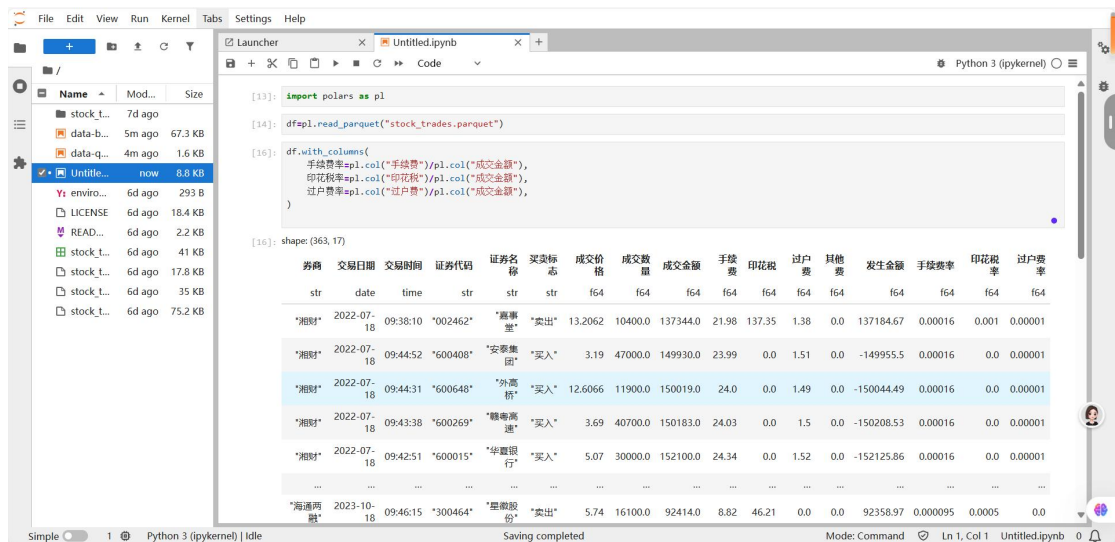 File Edit View Run Kernel Tabs Settings Help
Launcher × Untitled.ipynb × +
Code
Python 3 (ipykernel)
/
Name Mod... Size
stock_t... 7d ago
data-b... 5m ago 67.3 KB
data-q... 4m ago 1.6 KB
Untitle... now 8.8 KB
Y: enviro... 6d ago 293 B
LICENSE 6d ago 18.4 KB
READ... 6d ago 2.2 KB
stock_t... 6d ago 41 KB
stock_t... 6d ago 17.8 KB
stock_t... 6d ago 35 KB
stock_t... 6d ago 75.2 KB
[13]: import polars as pl
[14]: df=pl.read_parquet("stock_trades.parquet")
[16]: df.with_columns(
手续费率=pl.col("手续费")/pl.col("成交金额"),
印花税率=pl.col("印花税")/pl.col("成交金额"),
过户费率=pl.col("过户费")/pl.col("成交金额"),
)
[16]: shape: (363, 17)
券商 交易日期 交易时间 证券代码 证券名称 买卖标志 成交价格 成交数量 成交金额 手续费 印花税 过户费 其他费 发生金额 手续费率 印花税率 过户费率
str date time str str str f64 f64 f64 f64 f64 f64 f64 f64 f64 f64 f64
"湘财" 2022-07-18 09:38:10 "002462" "嘉事堂" "卖出" 13.2062 10400.0 137344.0 21.98 137.35 1.38 0.0 137184.67 0.00016 0.001 0.00001
"湘财" 2022-07-18 09:44:52 "600408" "安泰集团" "买入" 3.19 47000.0 149930.0 23.99 0.0 1.51 0.0 -149955.5 0.00016 0.0 0.00001
"湘财" 2022-07-18 09:44:31 "600648" "外高桥" "买入" 12.6066 11900.0 150019.0 24.0 0.0 1.49 0.0 -150044.49 0.00016 0.0 0.00001
"湘财" 2022-07-18 09:43:38 "600269" "赣粤高速" "买入" 3.69 40700.0 150183.0 24.03 0.0 1.5 0.0 -150208.53 0.00016 0.0 0.00001
"湘财" 2022-07-18 09:42:51 "600015" "华夏银行" "买入" 5.07 30000.0 152100.0 24.34 0.0 1.52 0.0 -152125.86 0.00016 0.0 0.00001
... ... ... ... ... ... ... ... ... ... ... ... ... ... ... ... ...
"海通两融" 2023-10-18 09:46:15 "300464" "星徽股份" "卖出" 5.74 16100.0 92414.0 8.82 46.21 0.0 0.0 92358.97 0.000095 0.0005 0.0
Simple 1 Python 3 (ipykernel) | Idle Saving completed Mode: Command Ln 1, Col 1 Untitled.ipynb 0